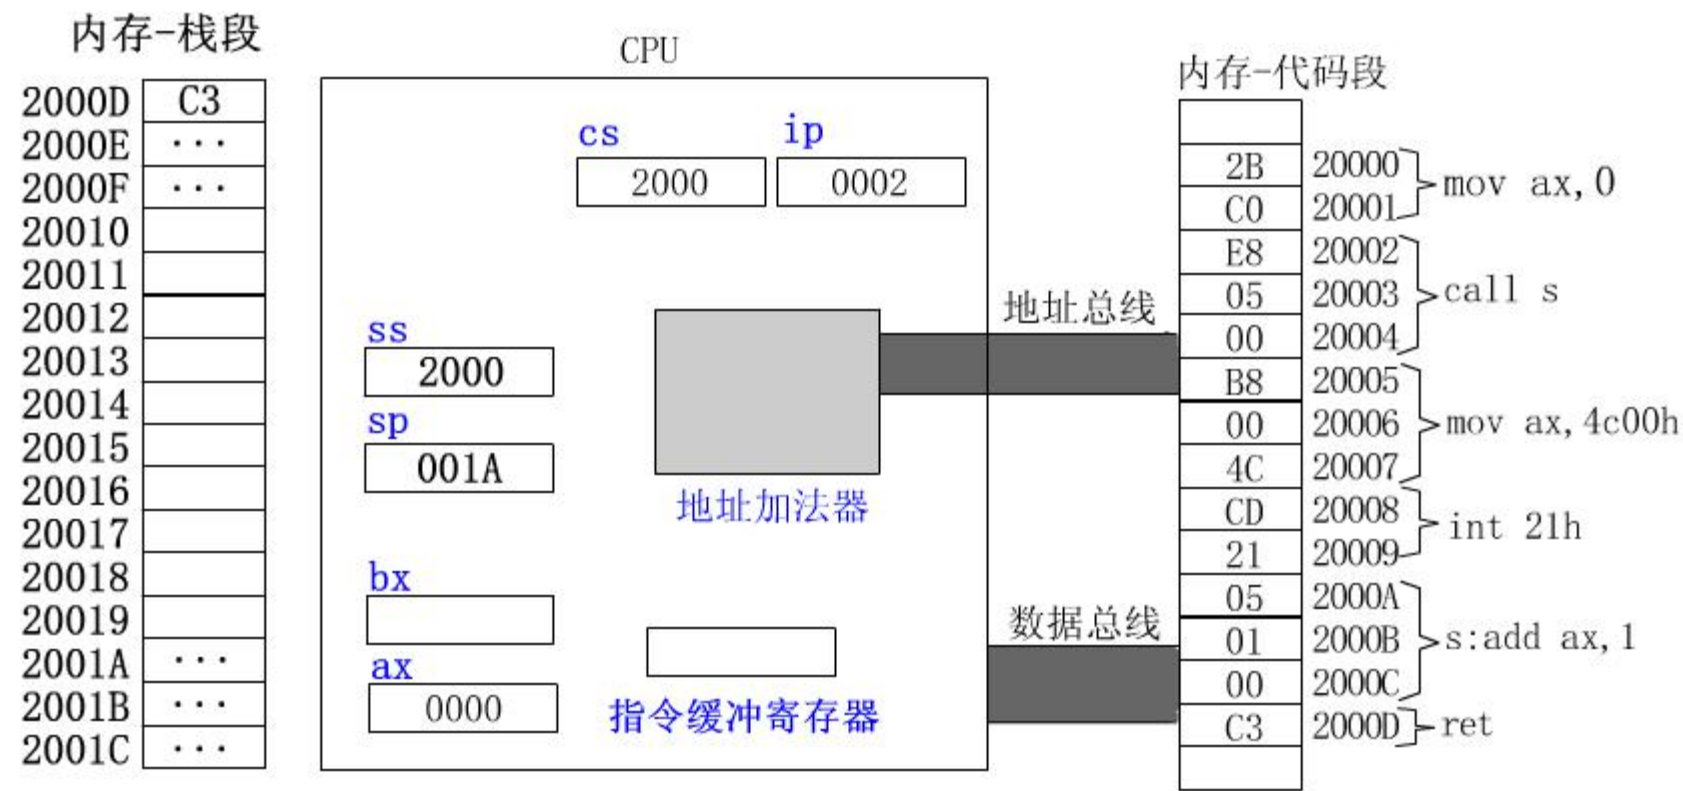 内存-栈段
2000D C3
2000E ...
2000F ...
20010
20011
20012
20013
20014
20015
20016
20017
20018
20019
2001A ...
2001B ...
2001C ...
CPU
cs ip
2000 0002
ss
2000
sp
001A
地址加法器
bx
ax
0000
指令缓冲寄存器
地址总线
数据总线
内存-代码段
2B 20000 mov ax,0
C0 20001
E8 20002
05 20003 call s
00 20004
B8 20005
00 20006 mov ax,4c00h
4C 20007
CD 20008 int 21h
21 20009
05 2000A
01 2000B s:add ax,1
00 2000C
C3 2000D ret